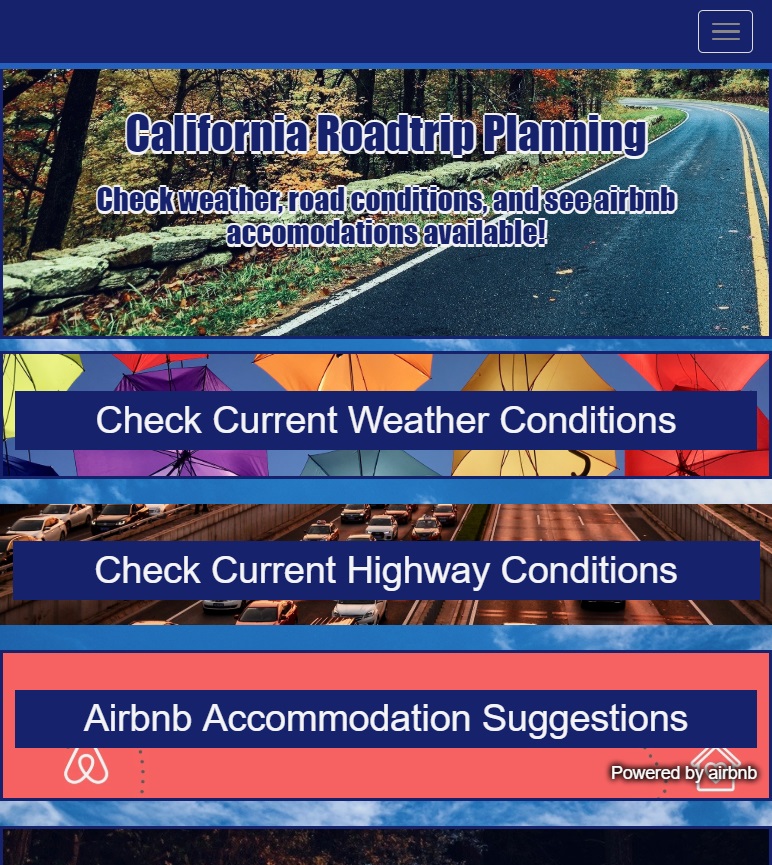 California Roadtrip Planning
Check weather, road conditions, and see airbnb
accomodations available!
Check Current Weather Conditions
Check Current Highway Conditions
Airbnb Accommodation Suggestions
Powered by airbnb